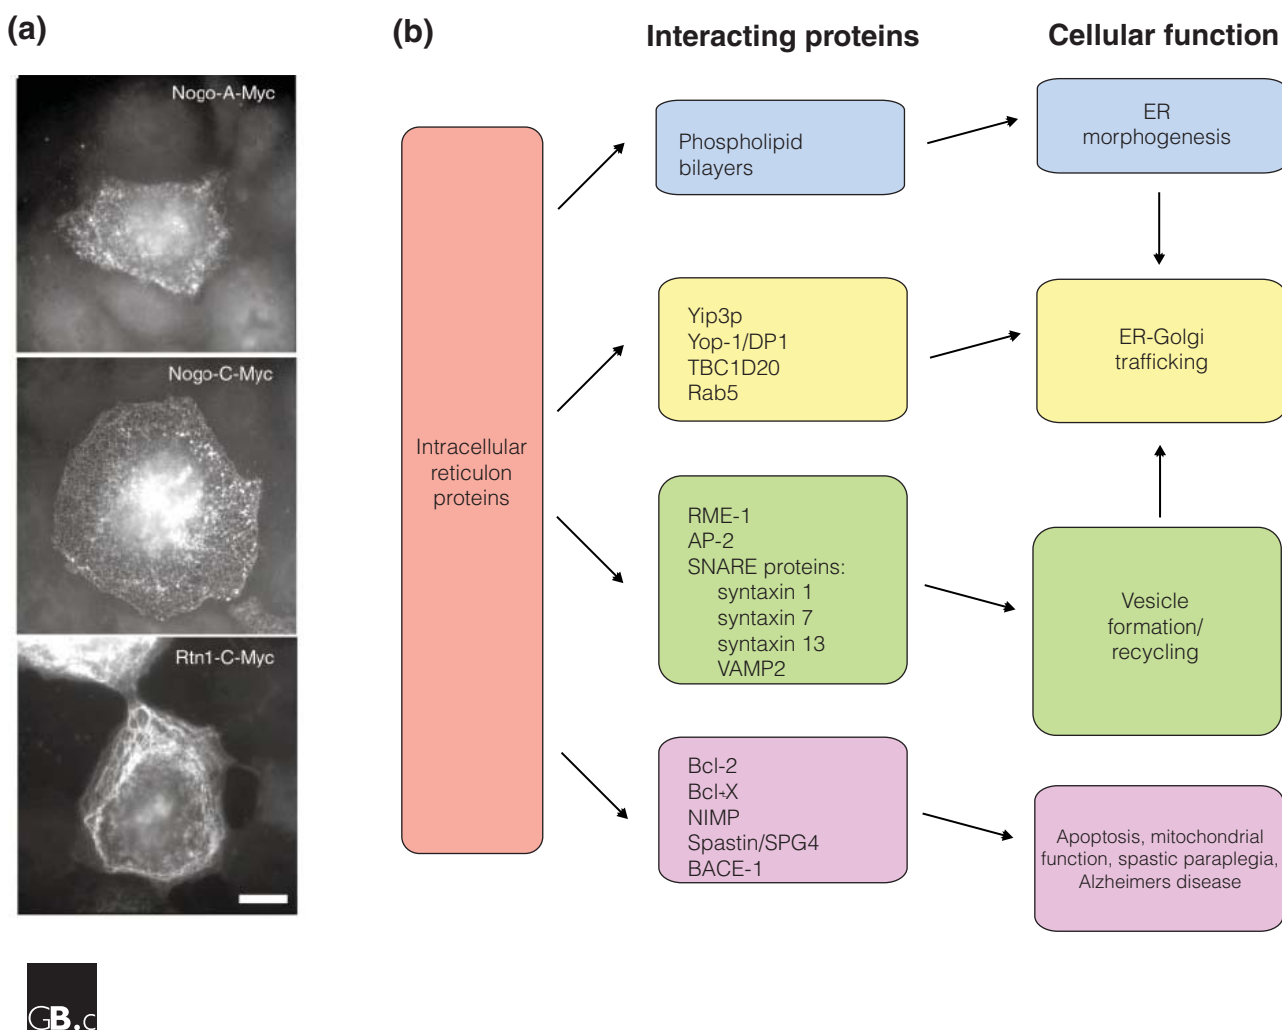 (a)
Nogo-A-Myc
Nogo-C-Myc
Rtn1-C-Myc
(b)
Interacting proteins
Cellular function
Intracellular
reticulon
proteins
Phospholipid
bilayers
ER
morphogenesis
Yip3p
Yop-1/DP1
TBC1D20
Rab5
ER-Golgi
trafficking
RME-1
AP-2
SNARE proteins:
syntaxin 1
syntaxin 7
syntaxin 13
VAMP2
Vesicle
formation/
recycling
Bcl-2
Bcl-X
NIMP
Spastin/SPG4
BACE-1
Apoptosis, mitochondrial
function, spastic paraplegia,
Alzheimers disease
GB.c